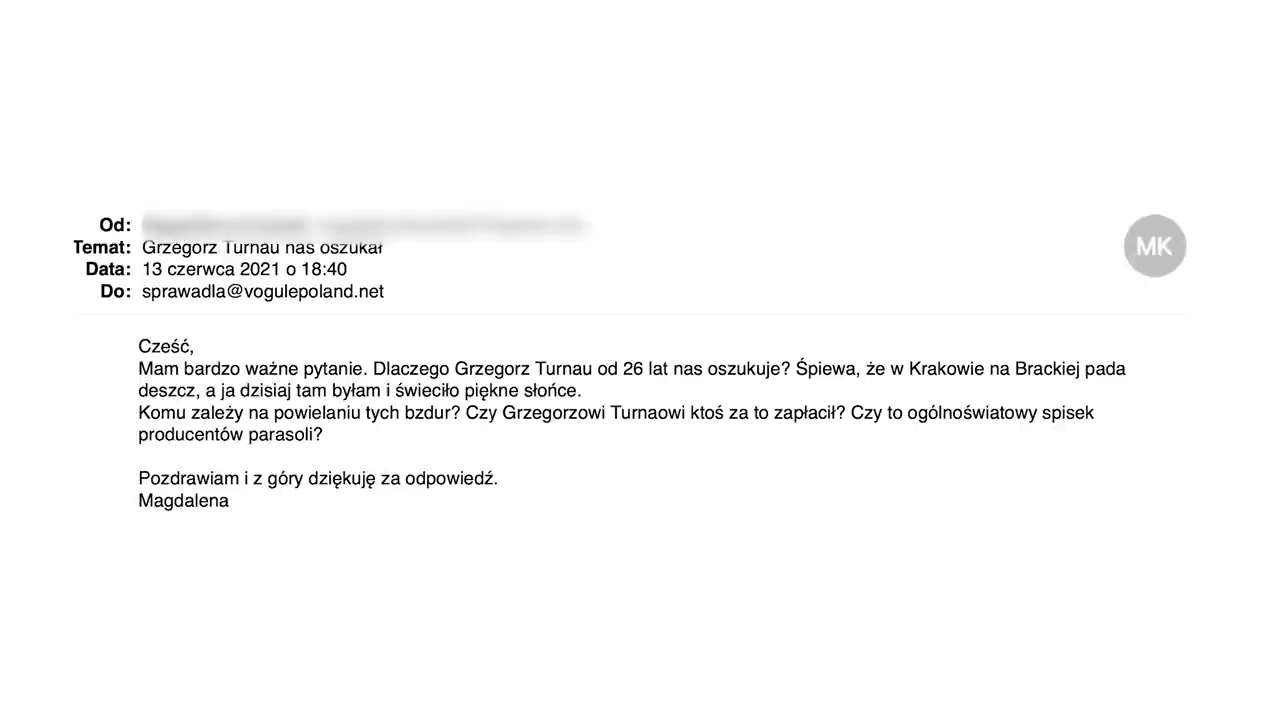 Od:
Temat: Grzegorz Turnau nas oszukał
Data: 13 czerwca 2021 o 18:40
Do: sprawadla@vogulepoland.net
MK
Cześć,
Mam bardzo ważne pytanie. Dlaczego Grzegorz Turnau od 26 lat nas oszukuje? Śpiewa, że w Krakowie na Brackiej pada
deszcz, a ja dzisiaj tam byłam i świeciło piękne słońce.
Komu zależy na powielaniu tych bzdur? Czy Grzegorzowi Turnaowi ktoś za to zapłacił? Czy to ogólnoświatowy spisek
producentów parasoli?
Pozdrawiam i z góry dziękuję za odpowiedź.
Magdalena